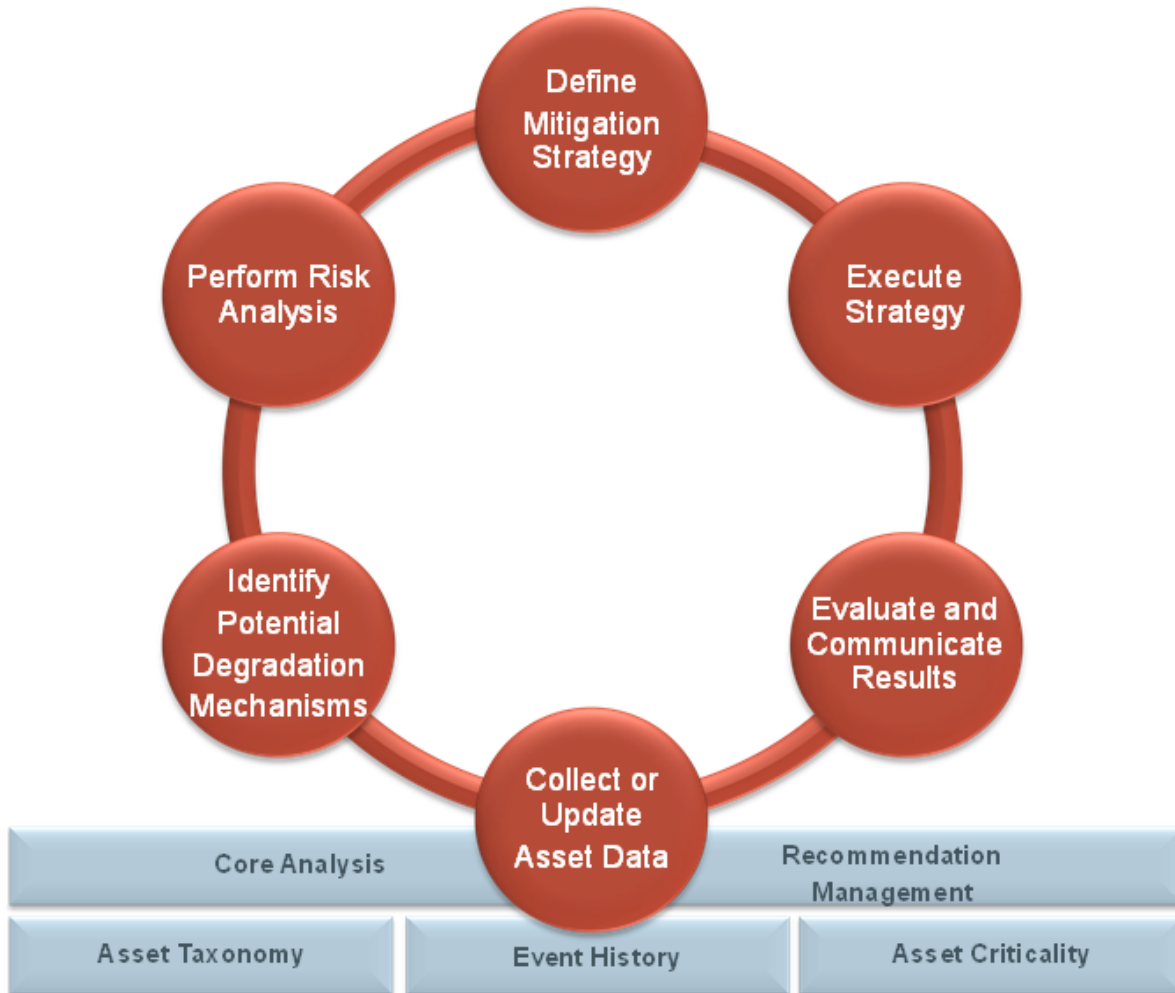 Define
Mitigation
Strategy
Perform Risk
Analysis
Execute
Strategy
Identify
Potential
Degradation
Mechanisms
Evaluate and
Communicate
Results
Collect or
Update
Asset Data
Core Analysis
Recommendation
Management
Asset Taxonomy
Event History
Asset Criticality